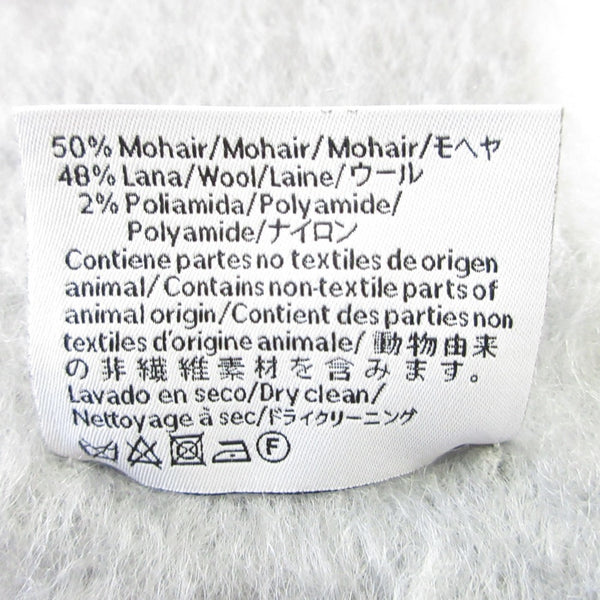 50% Mohair/Mohair/Mohair/モヘヤ
48% Lana/Wool/Laine/ウール
2% Poliamida/Polyamide/
Polyamide/ナイロン
Contiene partes no textiles de origen
animal/Contains non-textile parts of
animal origin/Contient des parties non
textiles d'origine animale/動物由来
の非繊維素材を含みます。
Lavado en seco/Dry clean/
Nettoyage à sec/ドライクリーニング
F